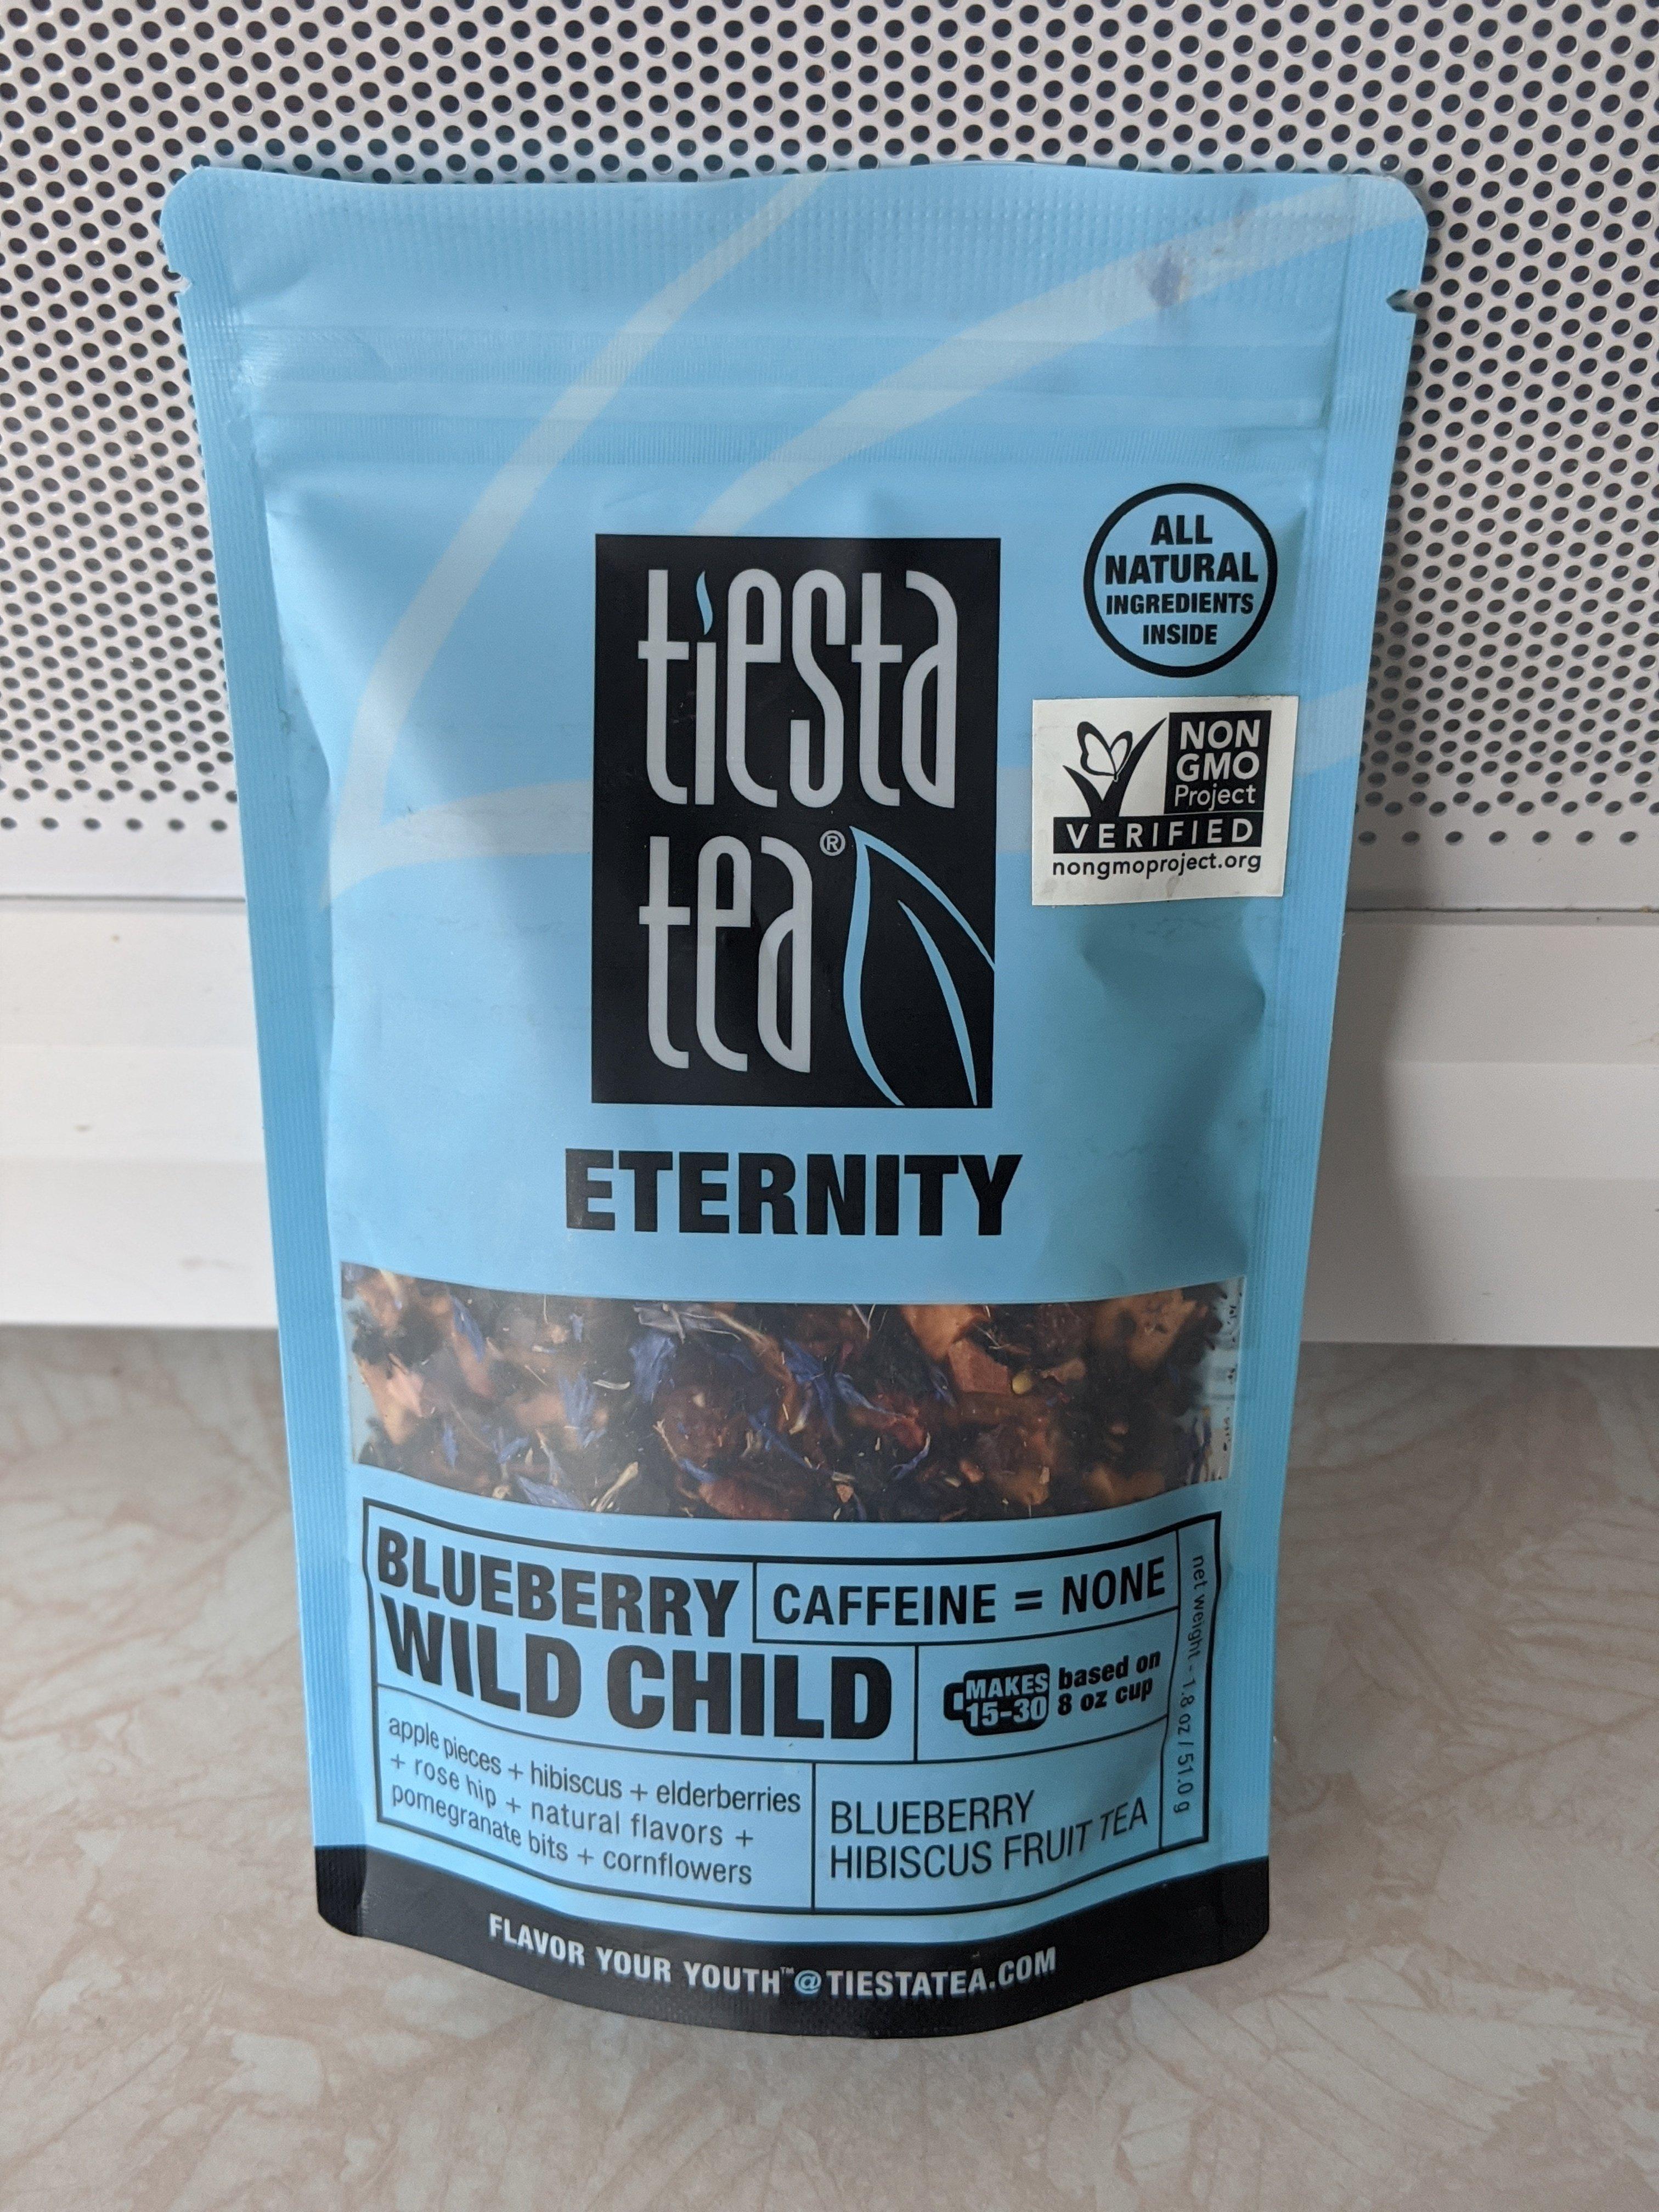 ALL
NATURAL
INGREDIENTS
INSIDE
tiesta
tea®
NON
GMO
Project
VERIFIED
nongmoproject.org
ETERNITY
BLUEBERRY
WILD CHILD
CAFFEINE = NONE
MAKES
15-30
based on
8 oz cup
net weight - 1.8 oz / 51.0 g
apple pieces + hibiscus + elderberries
+ rose hip + natural flavors +
pomegranate bits + cornflowers
BLUEBERRY
HIBISCUS FRUIT TEA
FLAVOR YOUR YOUTH™@TIESTATEA.COM